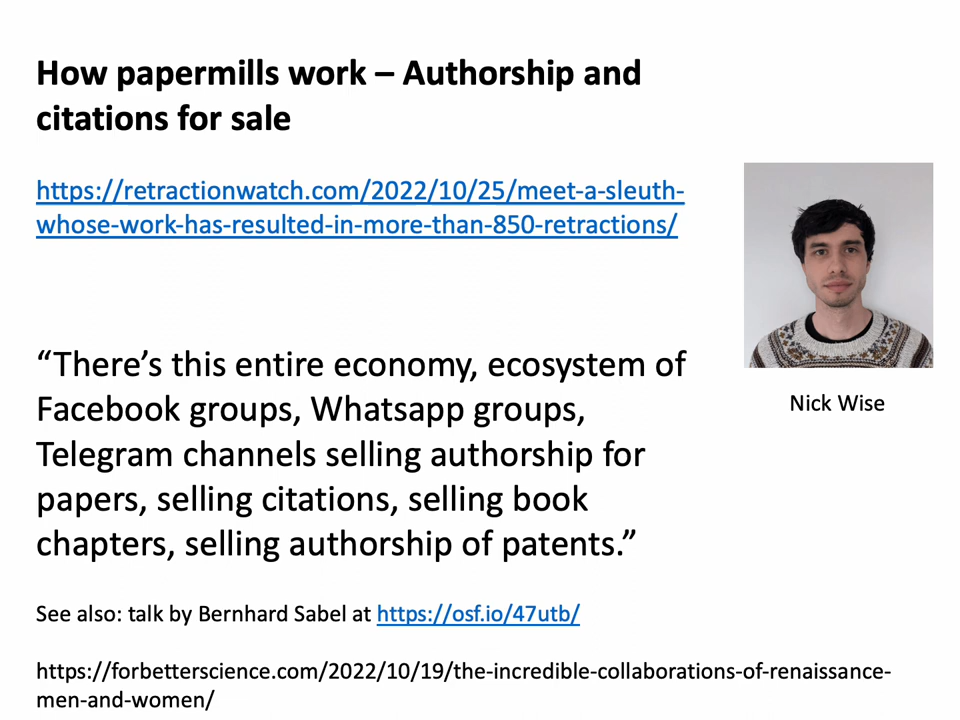 How papermills work – Authorship and
citations for sale
https://retractionwatch.com/2022/10/25/meet-a-sleuth-
whose-work-has-resulted-in-more-than-850-retractions/
“There’s this entire economy, ecosystem of
Facebook groups, Whatsapp groups,
Telegram channels selling authorship for
papers, selling citations, selling book
chapters, selling authorship of patents.”
Nick Wise
See also: talk by Bernhard Sabel at https://osf.io/47utb/
https://forbetterscience.com/2022/10/19/the-incredible-collaborations-of-renaissance-
men-and-women/